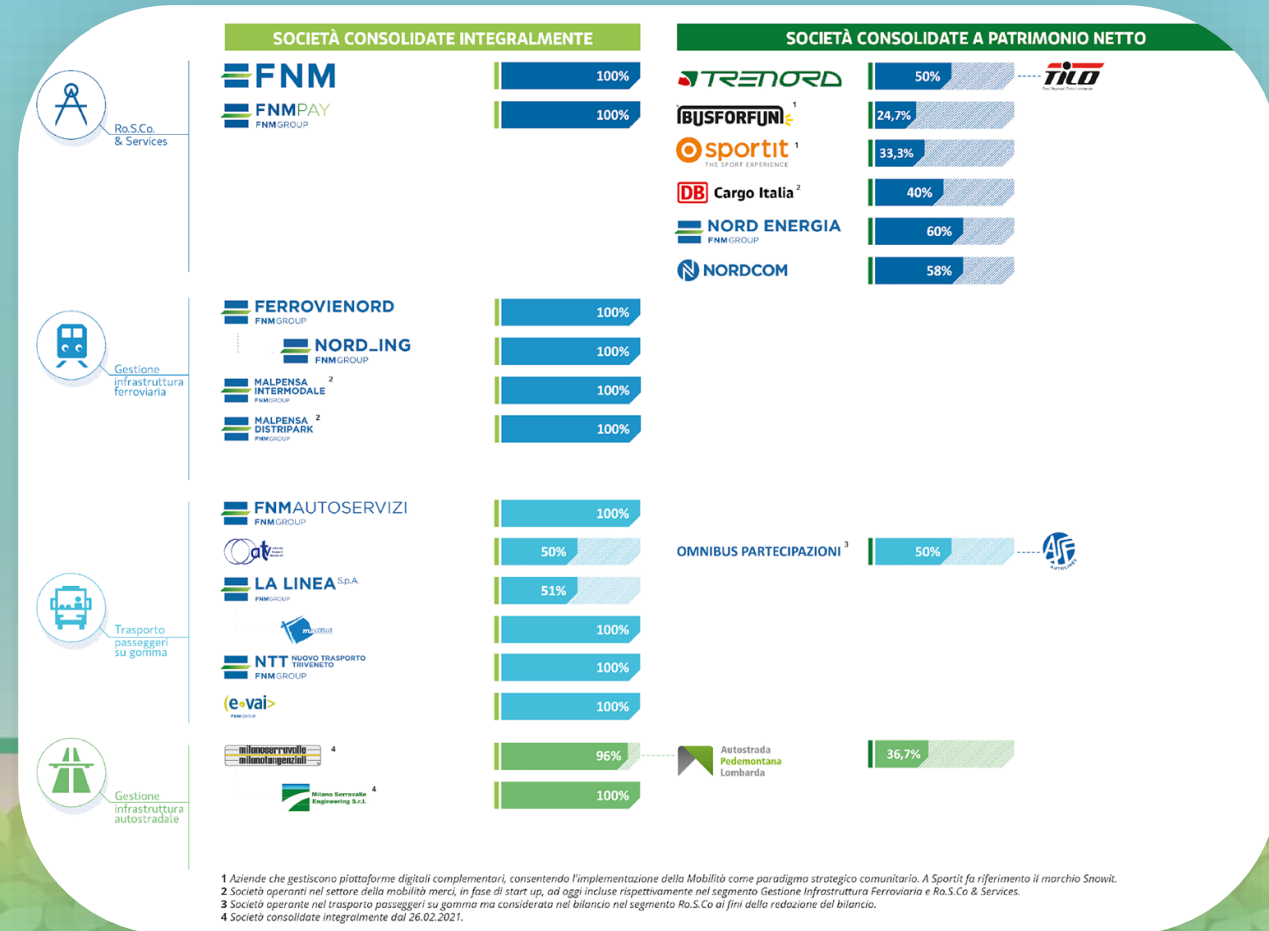 SOCIETÀ CONSOLIDATE INTEGRALMENTE
SOCIETÀ CONSOLIDATE A PATRIMONIO NETTO
Ro.S.Co.
& Services
FNM
100%
FNMPAY
FNMGROUP
100%
TRENORD
50%
TILO
BUSFORFUN 1
24,7%
sportit 1
THE SPORT EXPERIENCE
33,3%
DB Cargo Italia 2
40%
NORD ENERGIA
FNMGROUP
60%
NORDCOM
58%
Gestione
infrastruttura
ferroviaria
FERROVIENORD
FNMGROUP
100%
NORD_ING
FNMGROUP
100%
MALPENSA 2
INTERMODALE
FNMGROUP
100%
MALPENSA 2
DISTRIPARK
FNMGROUP
100%
Trasporto
passeggeri
su gomma
FNMAUTOSERVIZI
FNMGROUP
100%
atv
50%
OMNIBUS PARTECIPAZIONI 3
50%
ASF
AUTOLINEE
LA LINEA S.p.A.
FNMGROUP
51%
martini
100%
NTT NUOVO TRASPORTO
TRIVENETO
FNMGROUP
100%
(e-vai>
FNMGROUP
100%
Gestione
infrastruttura
autostradale
milanoserravalle 4
milanotangenziali
96%
Autostrada
Pedemontana
Lombarda
36,7%
Milano Serravalle 4
Engineering S.r.l.
100%
1 Aziende che gestiscono piattaforme digitali complementari, consentendo l'implementazione della Mobilità come paradigma strategico comunitario. A Sportit fa riferimento il marchio Snowit.
2 Società operanti nel settore della mobilità merci, in fase di start up, ad oggi incluse rispettivamente nel segmento Gestione Infrastruttura Ferroviaria e Ro.S.Co & Services.
3 Società operante nel trasporto passeggeri su gomma ma considerata nel bilancio nel segmento Ro.S.Co ai fini della redazione del bilancio.
4 Società consolidate integralmente dal 26.02.2021.